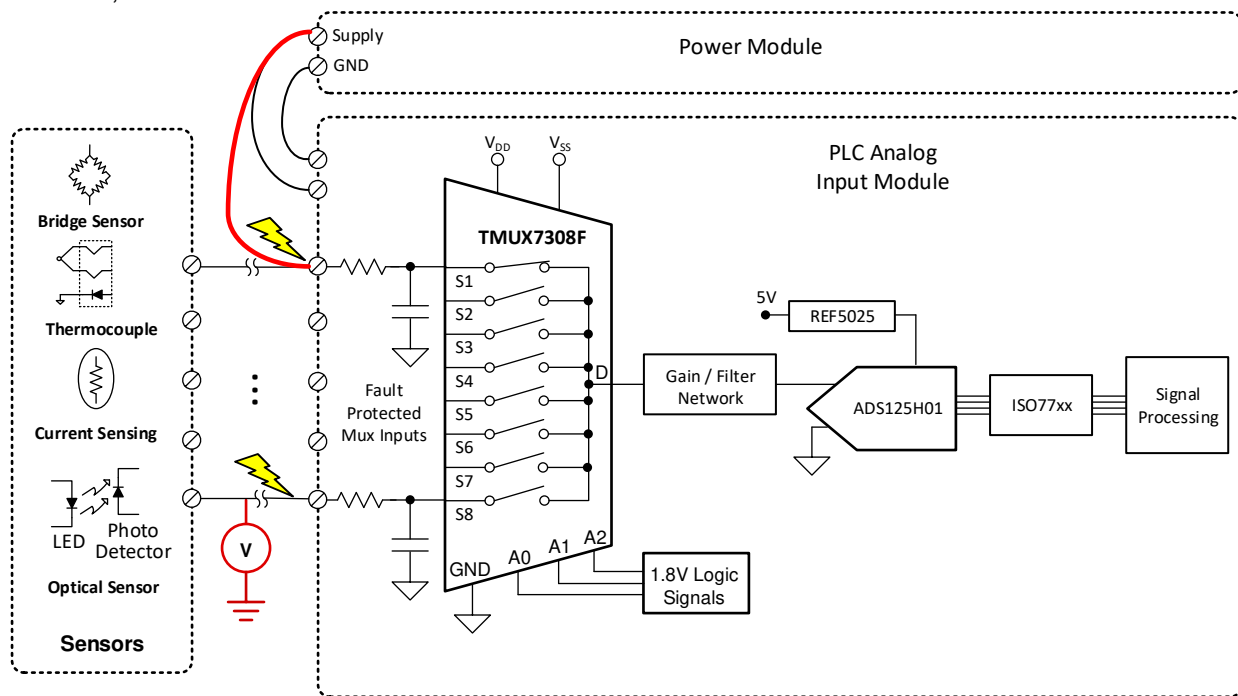 Supply
GND
Power Module
PLC Analog
Input Module
V_DD
V_SS
TMUX7308F
S1
S2
S3
S4
S5
S6
S7
S8
D
GND
A0
A1
A2
Bridge Sensor
Thermocouple
Current Sensing
LED
Photo
Detector
Optical Sensor
Sensors
V
Fault
Protected
Mux Inputs
Gain / Filter
Network
5V
REF5025
ADS125H01
ISO77xx
Signal
Processing
1.8V Logic
Signals